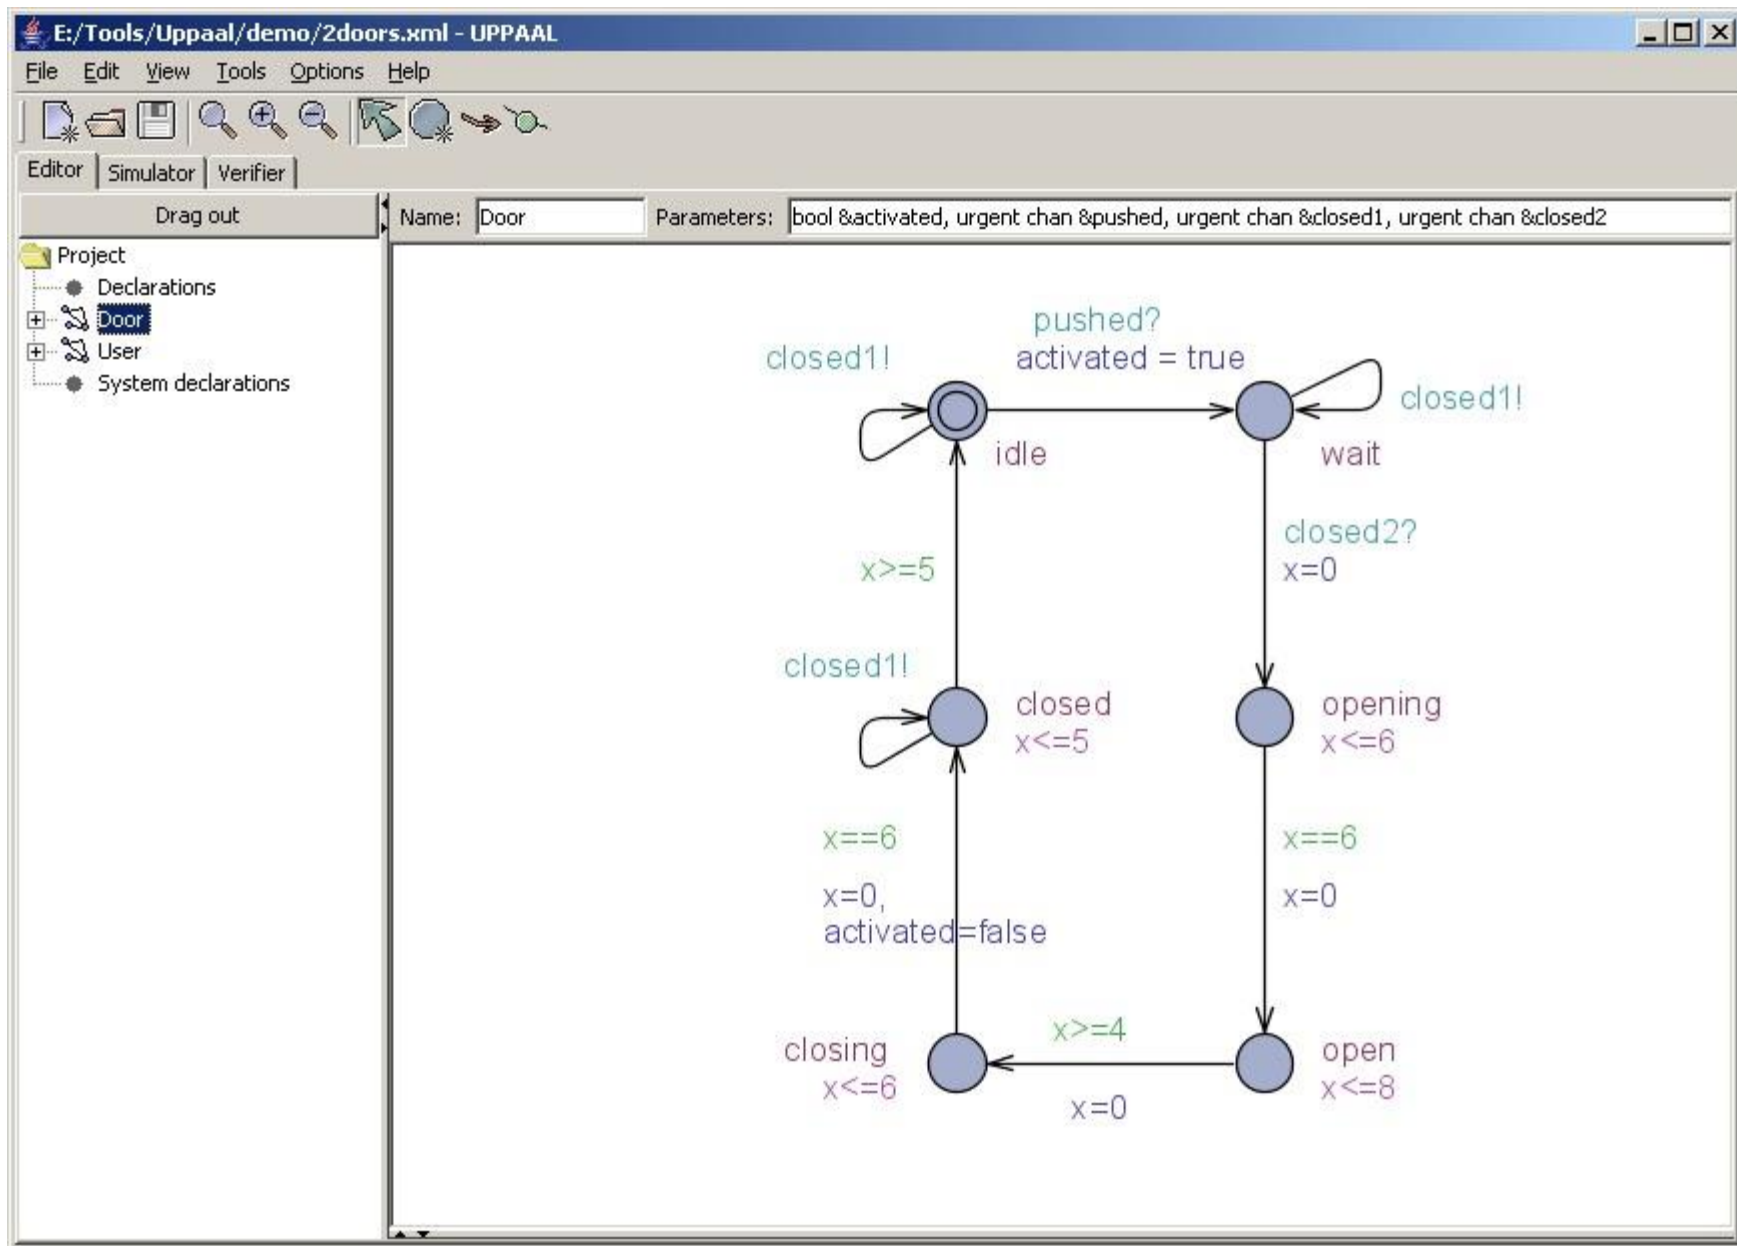 E:/Tools/Uppaal/demo/2doors.xml - UPPAAL
File Edit View Tools Options Help
Editor Simulator Verifier
Drag out
Name: Door Parameters: bool &activated, urgent chan &pushed, urgent chan &closed1, urgent chan &closed2
Project
Declarations
Door
User
System declarations
pushed?
closed1! activated = true
closed1!
idle wait
closed2?
x>=5 x=0
closed1!
closed opening
x<=5 x<=6
x==6 x==6
x=0, x=0
activated=false
x>=4
closing open
x<=6 x<=8
x=0